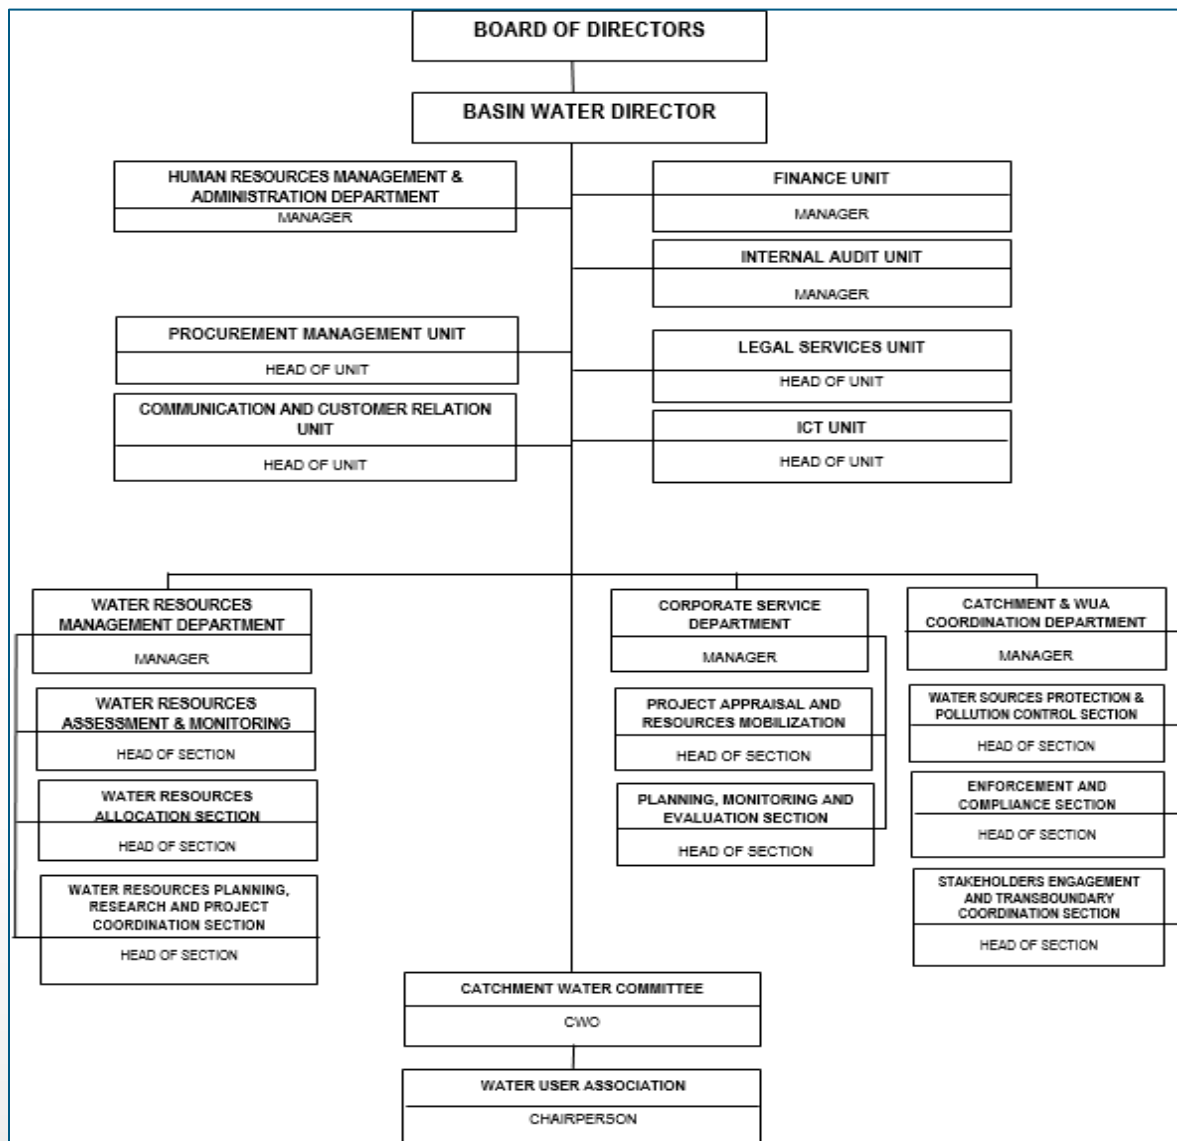 BOARD OF DIRECTORS
BASIN WATER DIRECTOR
HUMAN RESOURCES MANAGEMENT &
ADMINISTRATION DEPARTMENT
MANAGER
FINANCE UNIT
MANAGER
INTERNAL AUDIT UNIT
MANAGER
PROCUREMENT MANAGEMENT UNIT
HEAD OF UNIT
LEGAL SERVICES UNIT
HEAD OF UNIT
COMMUNICATION AND CUSTOMER RELATION
UNIT
HEAD OF UNIT
ICT UNIT
HEAD OF UNIT
WATER RESOURCES
MANAGEMENT DEPARTMENT
MANAGER
WATER RESOURCES
ASSESSMENT & MONITORING
HEAD OF SECTION
WATER RESOURCES
ALLOCATION SECTION
HEAD OF SECTION
WATER RESOURCES PLANNING,
RESEARCH AND PROJECT
COORDINATION SECTION
HEAD OF SECTION
CORPORATE SERVICE
DEPARTMENT
MANAGER
PROJECT APPRAISAL AND
RESOURCES MOBILIZATION
HEAD OF SECTION
PLANNING, MONITORING AND
EVALUATION SECTION
HEAD OF SECTION
CATCHMENT & WUA
COORDINATION DEPARTMENT
MANAGER
WATER SOURCES PROTECTION &
POLLUTION CONTROL SECTION
HEAD OF SECTION
ENFORCEMENT AND
COMPLIANCE SECTION
HEAD OF SECTION
STAKEHOLDERS ENGAGEMENT
AND TRANSBOUNDARY
COORDINATION SECTION
HEAD OF SECTION
CATCHMENT WATER COMMITTEE
CWO
WATER USER ASSOCIATION
CHAIRPERSON